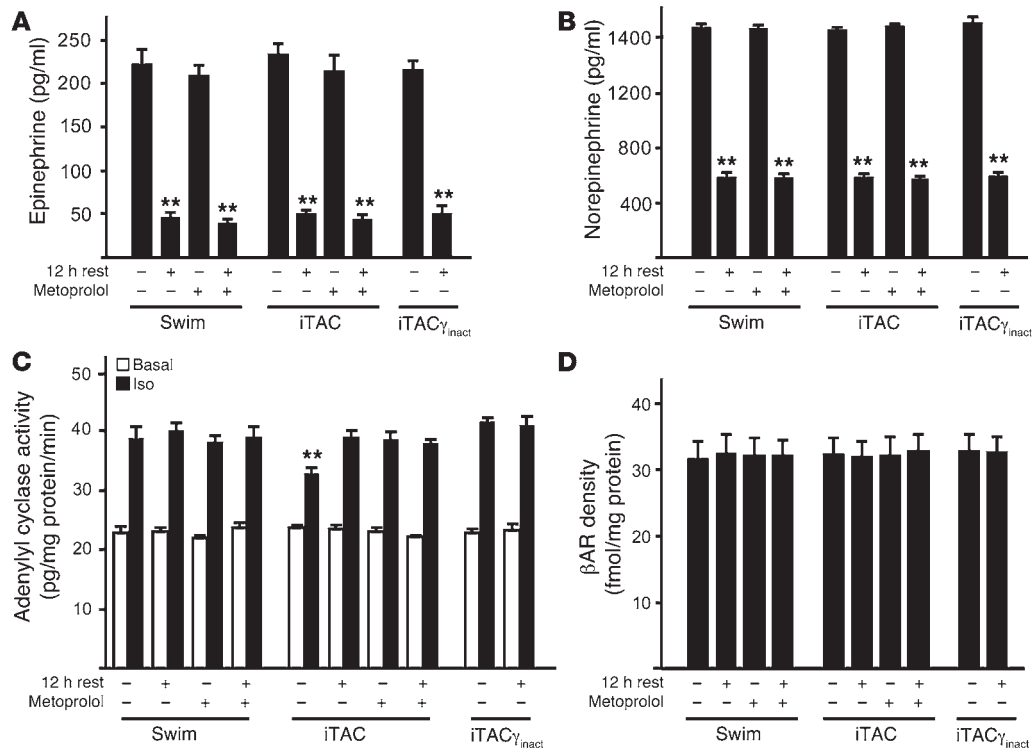 A
Epinephrine (pg/ml)
250
200
150
100
50
** ** ** ** **
12 h rest − + − + − + − + − +
Metoprolol − − + + − − + + − −
Swim iTAC iTACγinact
B
Norepinephrine (pg/ml)
1400
1200
800
400
** ** ** ** **
12 h rest − + − + − + − + − +
Metoprolol − − + + − − + + − −
Swim iTAC iTACγinact
C
Adenylyl cyclase activity
(pg/mg protein/min)
Basal
Iso
50
40
30
20
10
**
12 h rest − + − + − + − + − +
Metoprolol − − + + − − + + − −
Swim iTAC iTACγinact
D
βAR density
(fmol/mg protein)
40
30
20
10
12 h rest − + − + − + − + − +
Metoprolol − − + + − − + + − −
Swim iTAC iTACγinact